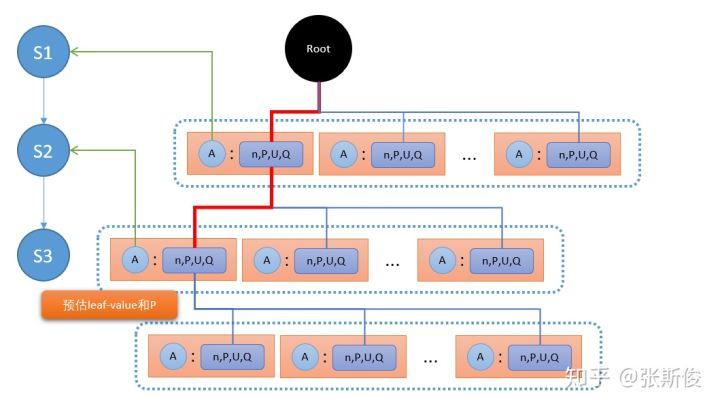 S1
Root
A : n,P,U,Q
A : n,P,U,Q
...
A : n,P,U,Q
S2
S3
A : n,P,U,Q
A : n,P,U,Q
...
A : n,P,U,Q
预估leaf-value和P
A : n,P,U,Q
A : n,P,U,Q
...
A : n,P,U,Q
知乎 @张斯俊